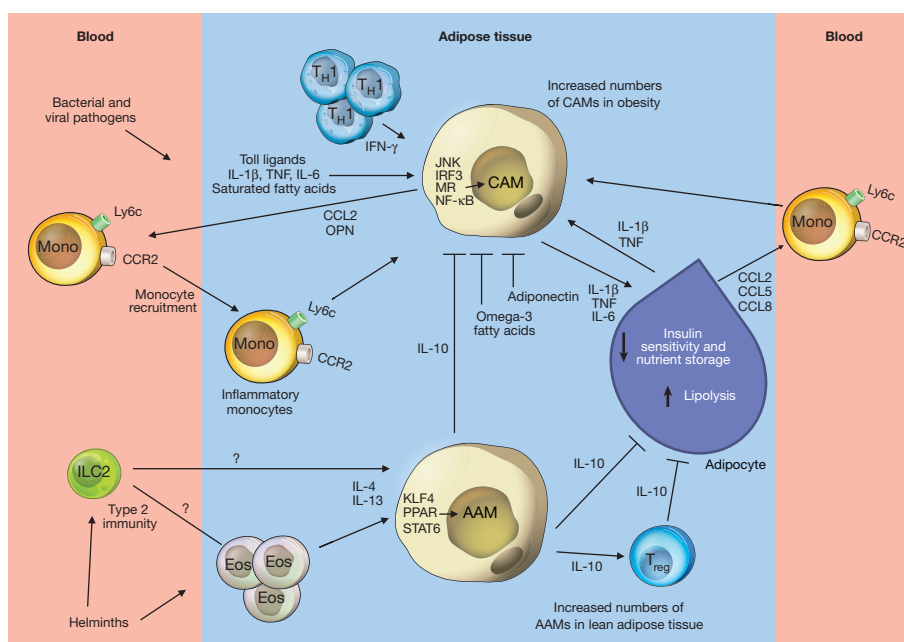 Blood
Adipose tissue
Blood
Bacterial and
viral pathogens
T_H1
T_H1
T_H1
IFN-γ
Increased numbers
of CAMs in obesity
Toll ligands
IL-1β, TNF, IL-6
Saturated fatty acids
JNK
IRF3
MR
NF-κB
CAM
CCL2
OPN
Ly6c
Mono
CCR2
Monocyte
recruitment
Ly6c
Mono
CCR2
Inflammatory
monocytes
IL-10
Omega-3
fatty acids
Adiponectin
IL-1β
TNF
IL-1β
TNF
IL-6
CCL2
CCL5
CCL8
Ly6c
Mono
CCR2
Insulin
sensitivity and
nutrient storage
Lipolysis
Adipocyte
ILC2
?
Type 2
immunity
?
IL-4
IL-13
KLF4
PPAR
STAT6
AAM
IL-10
IL-10
IL-10
T_reg
Eos
Eos
Eos
Helminths
Increased numbers of
AAMs in lean adipose tissue